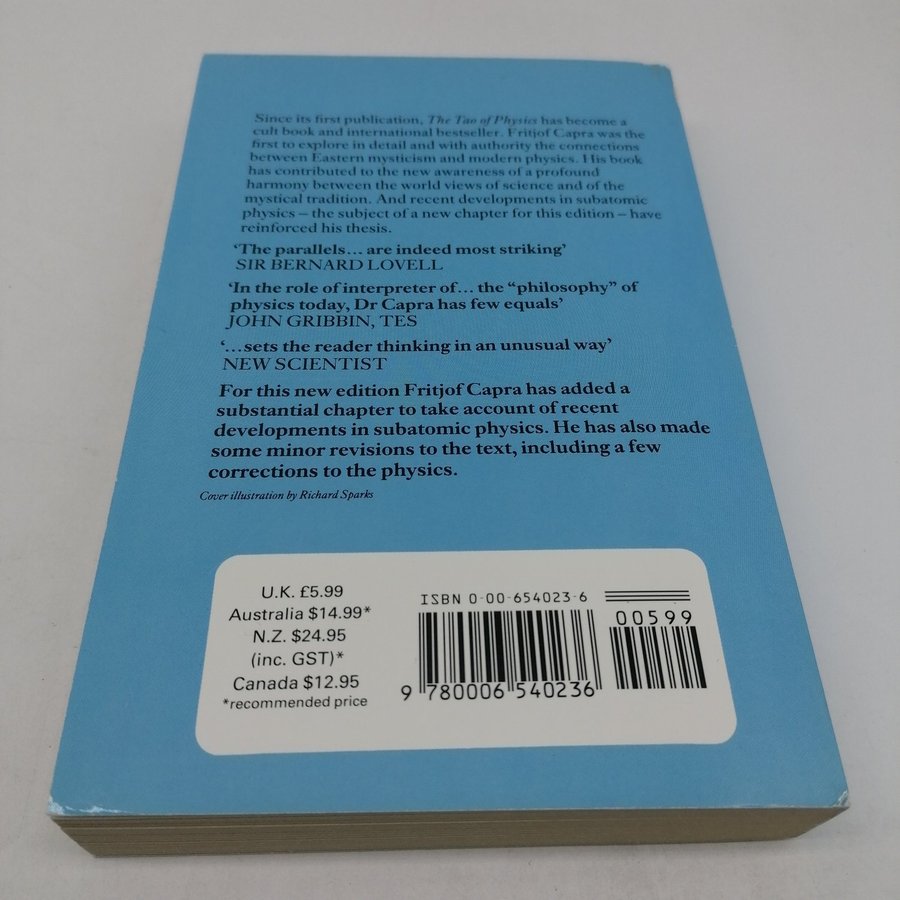 Since its first publication, The Tao of Physics has become a
cult book and international bestseller. Fritjof Capra was the
first to explore in detail and with authority the connections
between Eastern mysticism and modern physics. His book
has contributed to the new awareness of a profound
harmony between the world views of science and of the
mystical tradition. And recent developments in subatomic
physics – the subject of a new chapter for this edition – have
reinforced his thesis.
‘The parallels... are indeed most striking’
SIR BERNARD LOVELL
‘In the role of interpreter of... the “philosophy” of
physics today, Dr Capra has few equals’
JOHN GRIBBIN, TES
‘...sets the reader thinking in an unusual way’
NEW SCIENTIST
For this new edition Fritjof Capra has added a
substantial chapter to take account of recent
developments in subatomic physics. He has also made
some minor revisions to the text, including a few
corrections to the physics.
Cover illustration by Richard Sparks
U.K. £5.99
Australia $14.99*
N.Z. $24.95
(inc. GST)*
Canada $12.95
*recommended price
ISBN 0-00-654023-6
00599
9 780006 540236